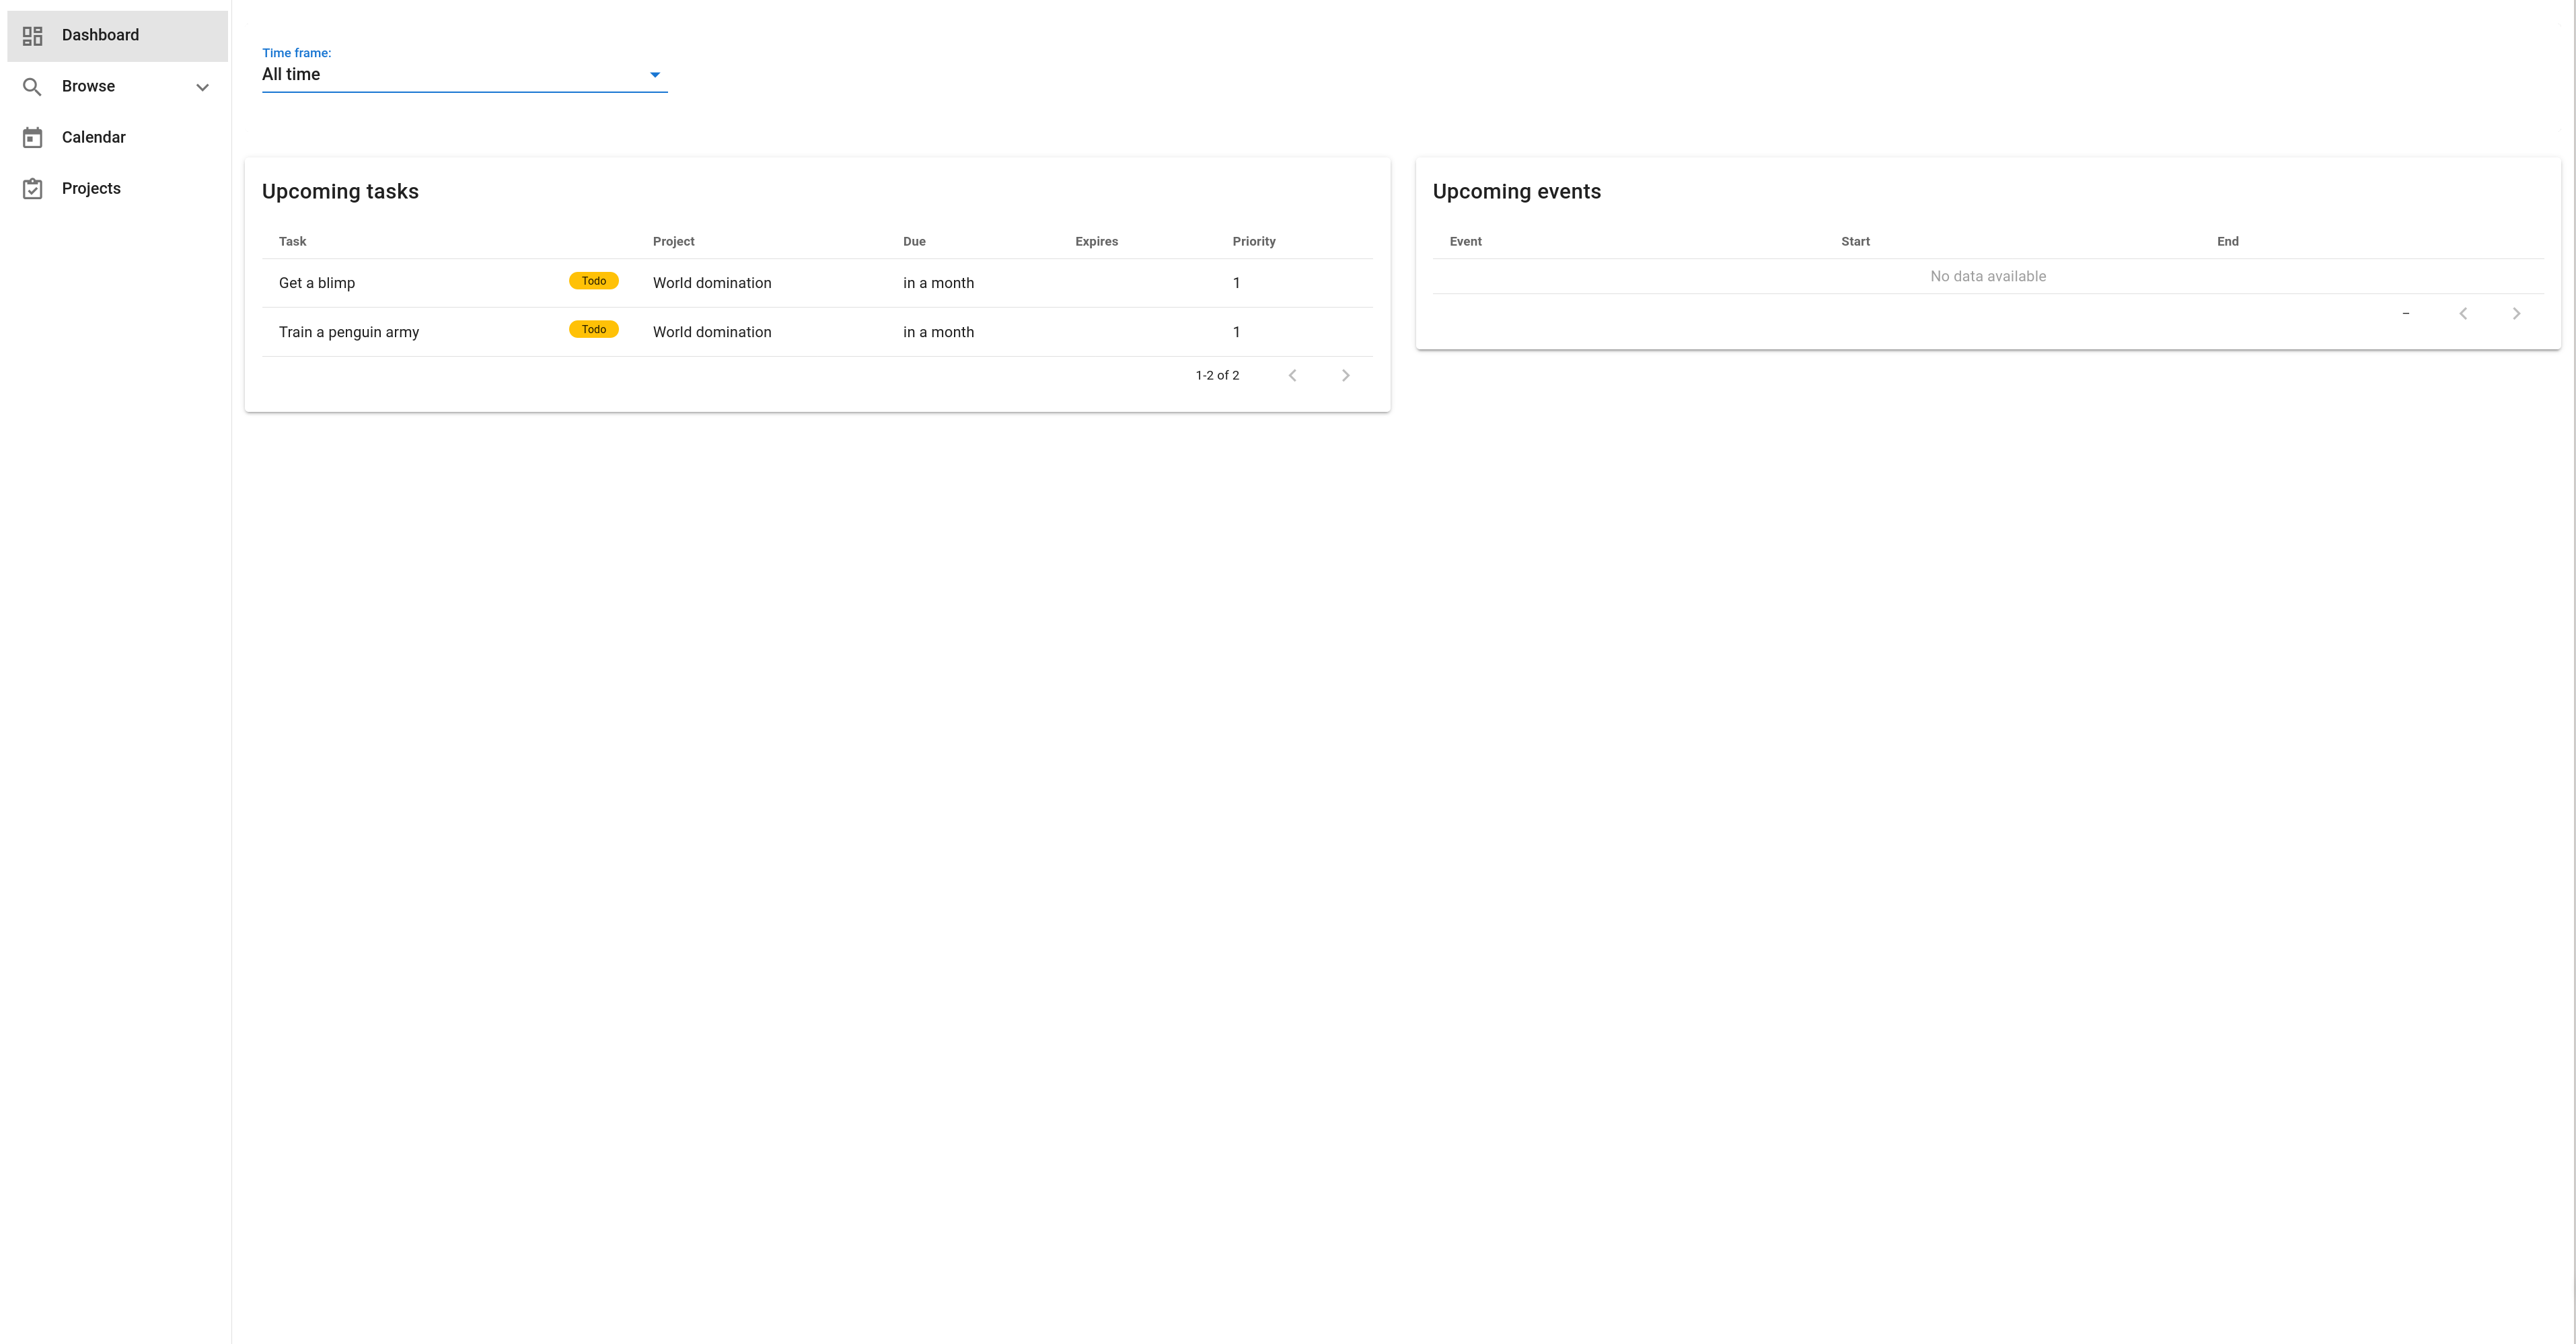 Dashboard
Browse
Calendar
Projects
Time frame:
All time
Upcoming tasks
Task Project Due Expires Priority
Get a blimp Todo World domination in a month 1
Train a penguin army Todo World domination in a month 1
1-2 of 2
Upcoming events
Event Start End
No data available
–